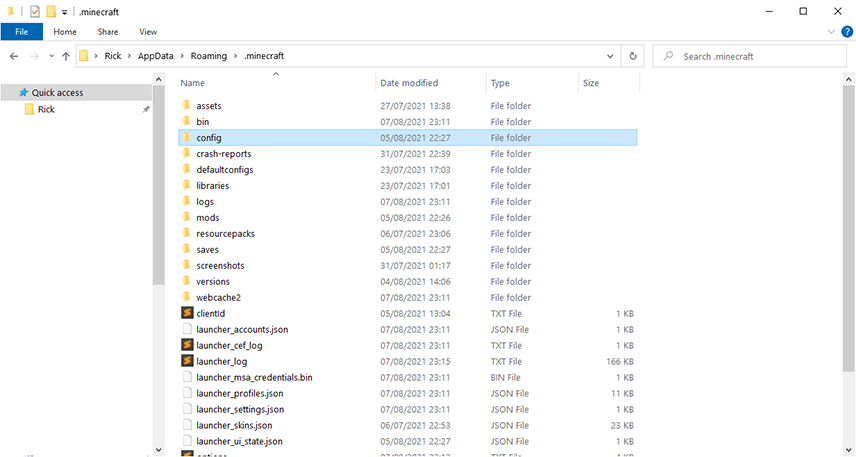 .minecraft
File Home Share View
Rick AppData Roaming .minecraft Search .minecraft
Name Date modified Type Size
Quick access
Rick
assets 27/07/2021 13:38 File folder
bin 07/08/2021 23:11 File folder
config 05/08/2021 22:27 File folder
crash-reports 31/07/2021 22:39 File folder
defaultconfigs 23/07/2021 17:03 File folder
libraries 23/07/2021 17:01 File folder
logs 07/08/2021 23:11 File folder
mods 05/08/2021 22:26 File folder
resourcepacks 06/07/2021 23:06 File folder
saves 05/08/2021 22:27 File folder
screenshots 31/07/2021 01:17 File folder
versions 04/08/2021 14:06 File folder
webcache2 07/08/2021 23:11 File folder
clientId 05/08/2021 13:04 TXT File 1 KB
launcher_accounts.json 07/08/2021 23:11 JSON File 1 KB
launcher_cef_log 07/08/2021 23:11 TXT File 1 KB
launcher_log 07/08/2021 23:15 TXT File 166 KB
launcher_msa_credentials.bin 07/08/2021 23:11 BIN File 1 KB
launcher_profiles.json 07/08/2021 23:11 JSON File 11 KB
launcher_settings.json 07/08/2021 23:11 JSON File 1 KB
launcher_skins.json 06/07/2021 22:53 JSON File 23 KB
launcher_ui_state.json 05/08/2021 22:27 JSON File 1 KB